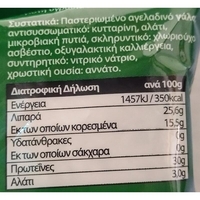 Συστατικά: Παστεριωμένο αγελαδινό γάλα,
αντισυσσωματικό: κυτταρίνη, αλάτι,
μικροβιακή πυτιά, σκληρυντικό: χλωριούχο
ασβέστιο, οξυγαλακτική καλλιέργεια,
συντηρητικό: νιτρικό νάτριο,
χρωστική ουσία: αννάτο.
Διατροφική Δήλωση ανά 100g
Ενέργεια 1457kJ / 350kcal
Λιπαρά 25,6g
Εκ των οποίων κορεσμένα 15,5g
Υδατάνθρακες 0g
Εκ των οποίων σάκχαρα 0g
Πρωτεΐνες 30g
Αλάτι 3,0g